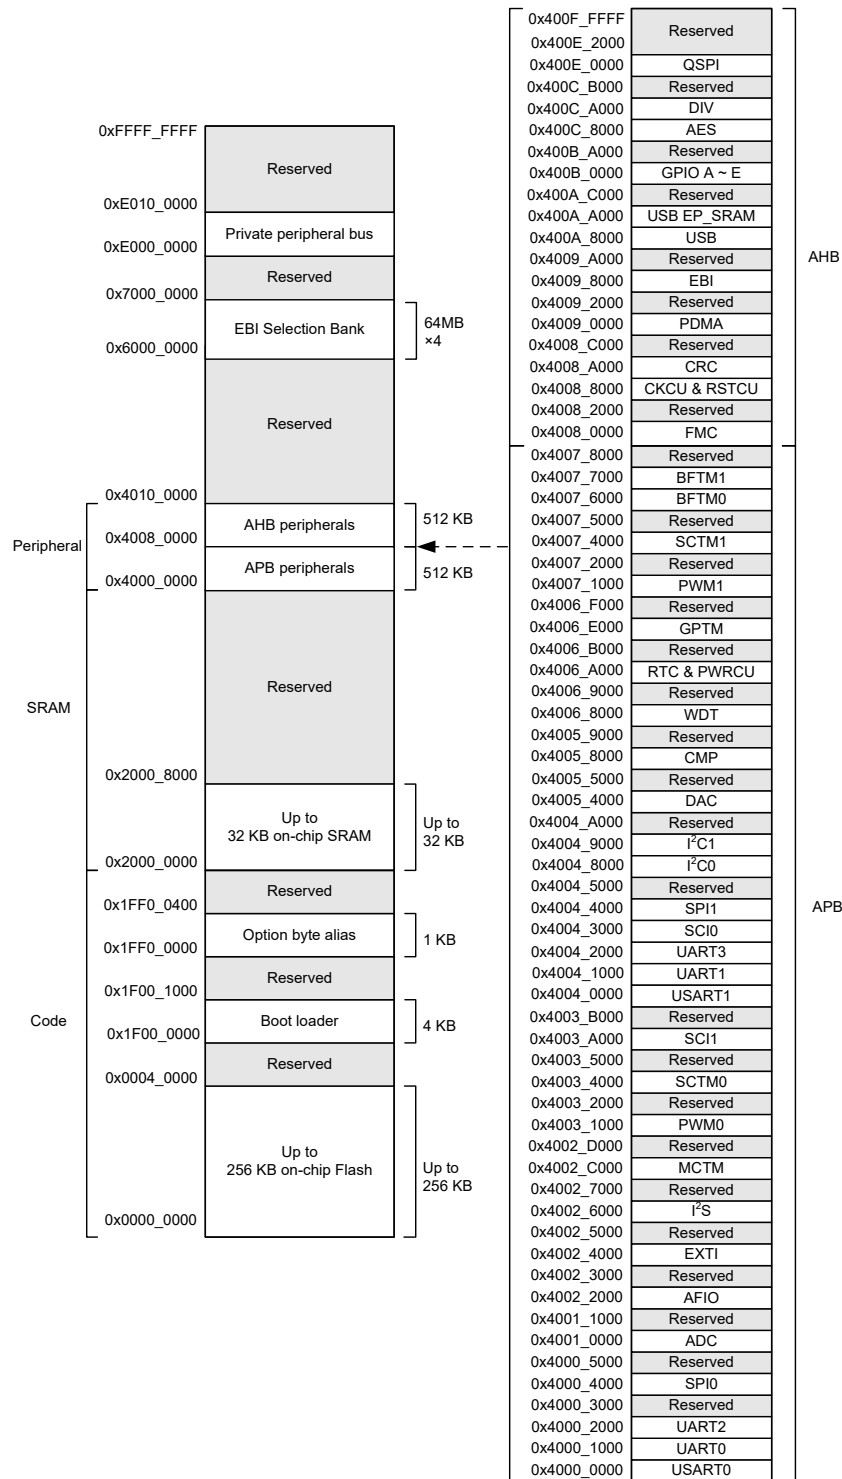 0xFFFF_FFFF
Reserved
0xE010_0000
Private peripheral bus
0xE000_0000
Reserved
0x7000_0000
EBI Selection Bank
64MB
×4
0x6000_0000
Reserved
0x4010_0000
AHB peripherals
512 KB
0x4008_0000
Peripheral
APB peripherals
512 KB
0x4000_0000
Reserved
SRAM
0x2000_8000
Up to
32 KB on-chip SRAM
Up to
32 KB
0x2000_0000
Reserved
0x1FF0_0400
Option byte alias
1 KB
0x1FF0_0000
Reserved
0x1F00_1000
Code
Boot loader
4 KB
0x1F00_0000
Reserved
0x0004_0000
Up to
256 KB on-chip Flash
Up to
256 KB
0x0000_0000
0x400F_FFFF
Reserved
0x400E_2000
0x400E_0000 QSPI
0x400C_B000 Reserved
0x400C_A000 DIV
0x400C_8000 AES
0x400B_A000 Reserved
0x400B_0000 GPIO A ~ E
0x400A_C000 Reserved
0x400A_A000 USB EP_SRAM
0x400A_8000 USB
0x4009_A000 Reserved
AHB
0x4009_8000 EBI
0x4009_2000 Reserved
0x4009_0000 PDMA
0x4008_C000 Reserved
0x4008_A000 CRC
0x4008_8000 CKCU & RSTCU
0x4008_2000 Reserved
0x4008_0000 FMC
0x4007_8000 Reserved
0x4007_7000 BFTM1
0x4007_6000 BFTM0
0x4007_5000 Reserved
0x4007_4000 SCTM1
0x4007_2000 Reserved
0x4007_1000 PWM1
0x4006_F000 Reserved
0x4006_E000 GPTM
0x4006_B000 Reserved
0x4006_A000 RTC & PWRCU
0x4006_9000 Reserved
0x4006_8000 WDT
0x4005_9000 Reserved
0x4005_8000 CMP
0x4005_5000 Reserved
0x4005_4000 DAC
0x4004_A000 Reserved
0x4004_9000 I²C1
0x4004_8000 I²C0
0x4004_5000 Reserved
0x4004_4000 SPI1
APB
0x4004_3000 SCI0
0x4004_2000 UART3
0x4004_1000 UART1
0x4004_0000 USART1
0x4003_B000 Reserved
0x4003_A000 SCI1
0x4003_5000 Reserved
0x4003_4000 SCTM0
0x4003_2000 Reserved
0x4003_1000 PWM0
0x4002_D000 Reserved
0x4002_C000 MCTM
0x4002_7000 Reserved
0x4002_6000 I²S
0x4002_5000 Reserved
0x4002_4000 EXTI
0x4002_3000 Reserved
0x4002_2000 AFIO
0x4001_1000 Reserved
0x4001_0000 ADC
0x4000_5000 Reserved
0x4000_4000 SPI0
0x4000_3000 Reserved
0x4000_2000 UART2
0x4000_1000 UART0
0x4000_0000 USART0